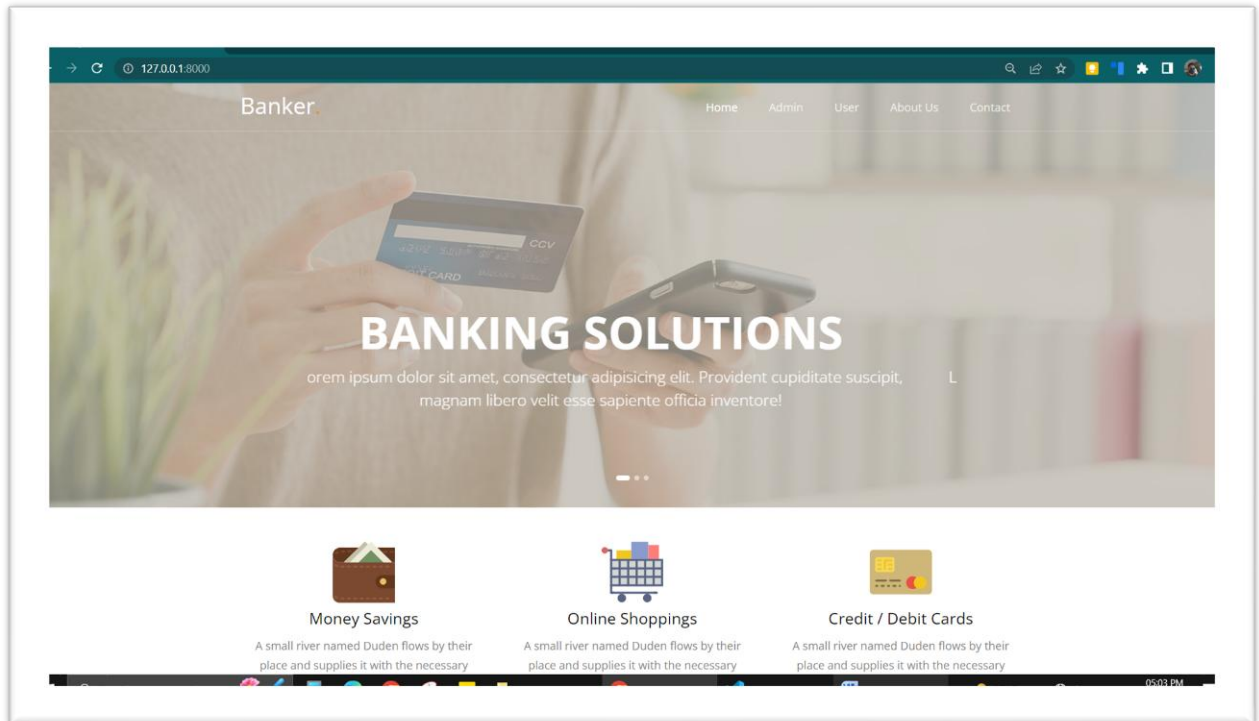 127.0.0.1:8000
Banker.
Home Admin User About Us Contact
CCV
CARD
BANKING SOLUTIONS
orem ipsum dolor sit amet, consectetur adipisicing elit. Provident cupiditate suscipit, L
magnam libero velit esse sapiente officia inventore!
Money Savings Online Shoppings Credit / Debit Cards
A small river named Duden flows by their A small river named Duden flows by their A small river named Duden flows by their
place and supplies it with the necessary place and supplies it with the necessary place and supplies it with the necessary
05:03 PM